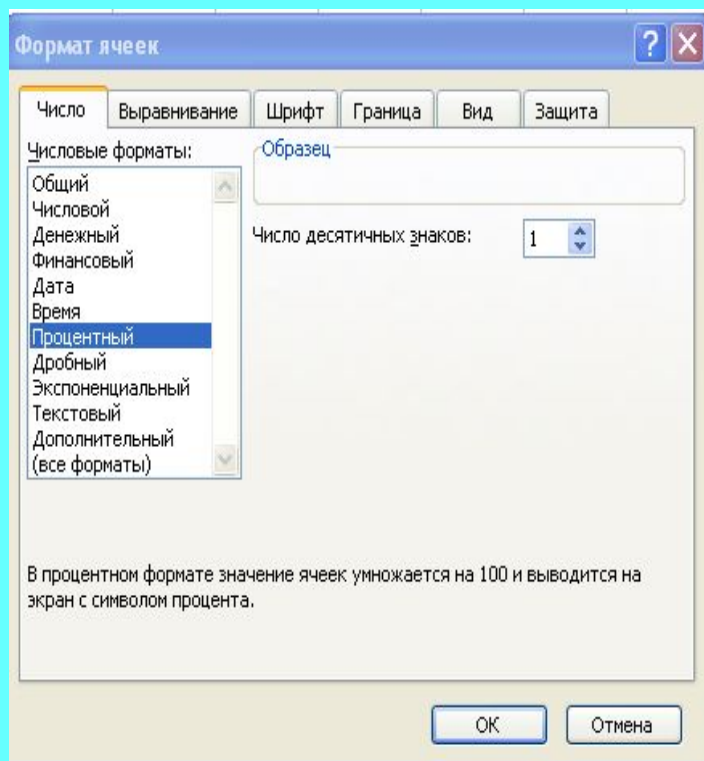 Формат ячеек
Число Выравнивание Шрифт Граница Вид Защита
Числовые форматы:
Образец
Общий
Числовой
Денежный
Финансовый
Дата
Время
Процентный
Дробный
Экспоненциальный
Текстовый
Дополнительный
(все форматы)
Число десятичных знаков: 1
В процентном формате значение ячеек умножается на 100 и выводится на
экран с символом процента.
ОК Отмена